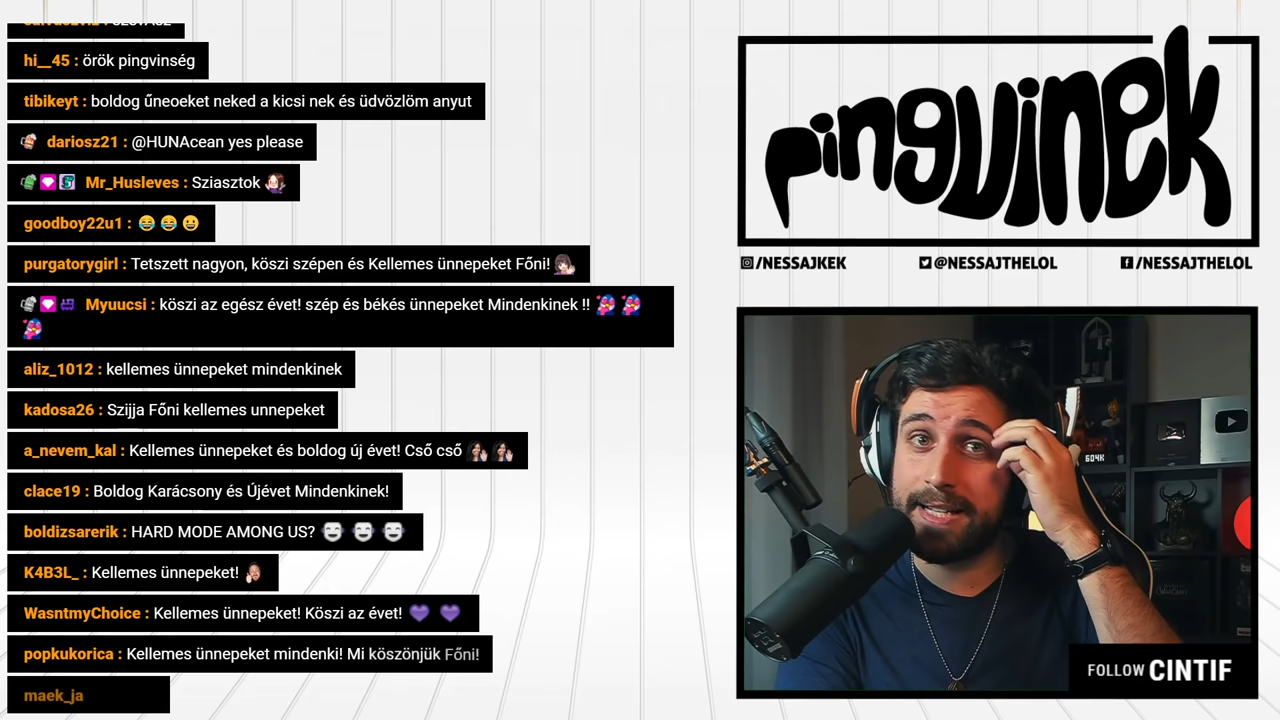 hi__45 : örök pingvinség
tibikeyt : boldog űneoeket neked a kicsi nek és üdvözlöm anyut
dariosz21 : @HUNAcean yes please
Mr_Husleves : Sziasztok
goodboy22u1 :
purgatorygirl : Tetszett nagyon, köszi szépen és Kellemes ünnepeket Főni!
Myuucsi : köszi az egész évet! szép és békés ünnepeket Mindenkinek !!
aliz_1012 : kellemes ünnepeket mindenkinek
kadosa26 : Szijja Főni kellemes unnepeket
a_nevem_kal : Kellemes ünnepeket és boldog új évet! Cső cső
clace19 : Boldog Karácsony és Újévet Mindenkinek!
boldizsarerik : HARD MODE AMONG US?
K4B3L_ : Kellemes ünnepeket!
WasntmyChoice : Kellemes ünnepeket! Köszi az évet!
popkukorica : Kellemes ünnepeket mindenki! Mi köszönjük Főni!
maek_ja
pingvinek
/NESSAJKEK
@NESSAJTHELOL
/NESSAJTHELOL
604K
FOLLOW CINTIF